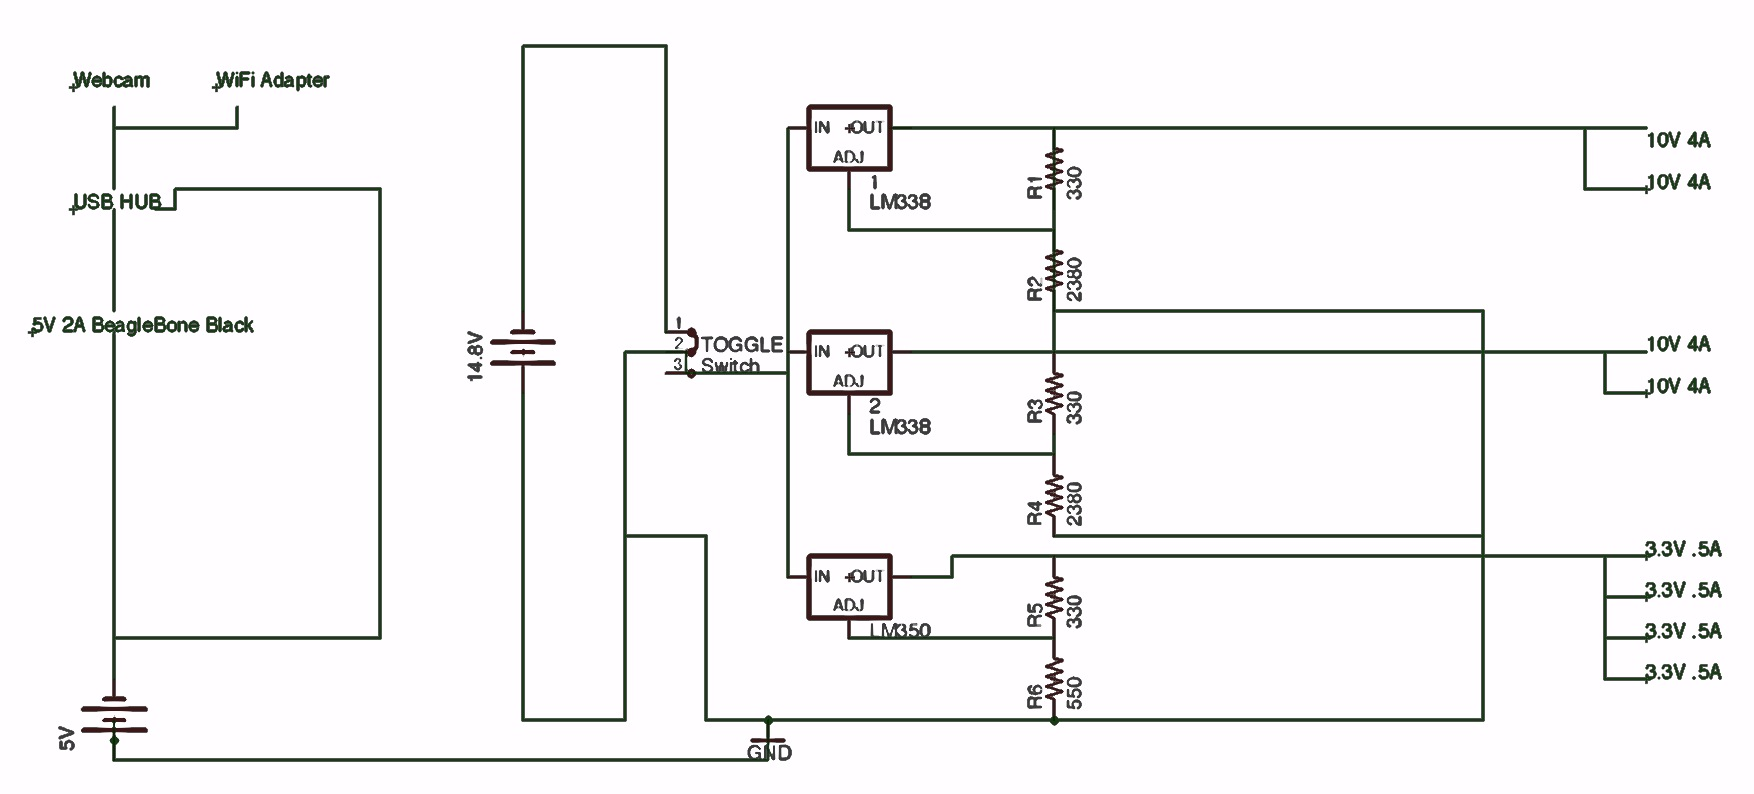 Webcam
WiFi Adapter
USB HUB
5V 2A BeagleBone Black
5V
14.8V
1
2
3
TOGGLE
Switch
IN +OUT
ADJ
1
LM338
R1
330
R2
2380
IN +OUT
ADJ
2
LM338
R3
330
R4
2380
IN +OUT
ADJ
LM350
R5
330
R6
550
GND
10V 4A
10V 4A
10V 4A
10V 4A
3.3V .5A
3.3V .5A
3.3V .5A
3.3V .5A